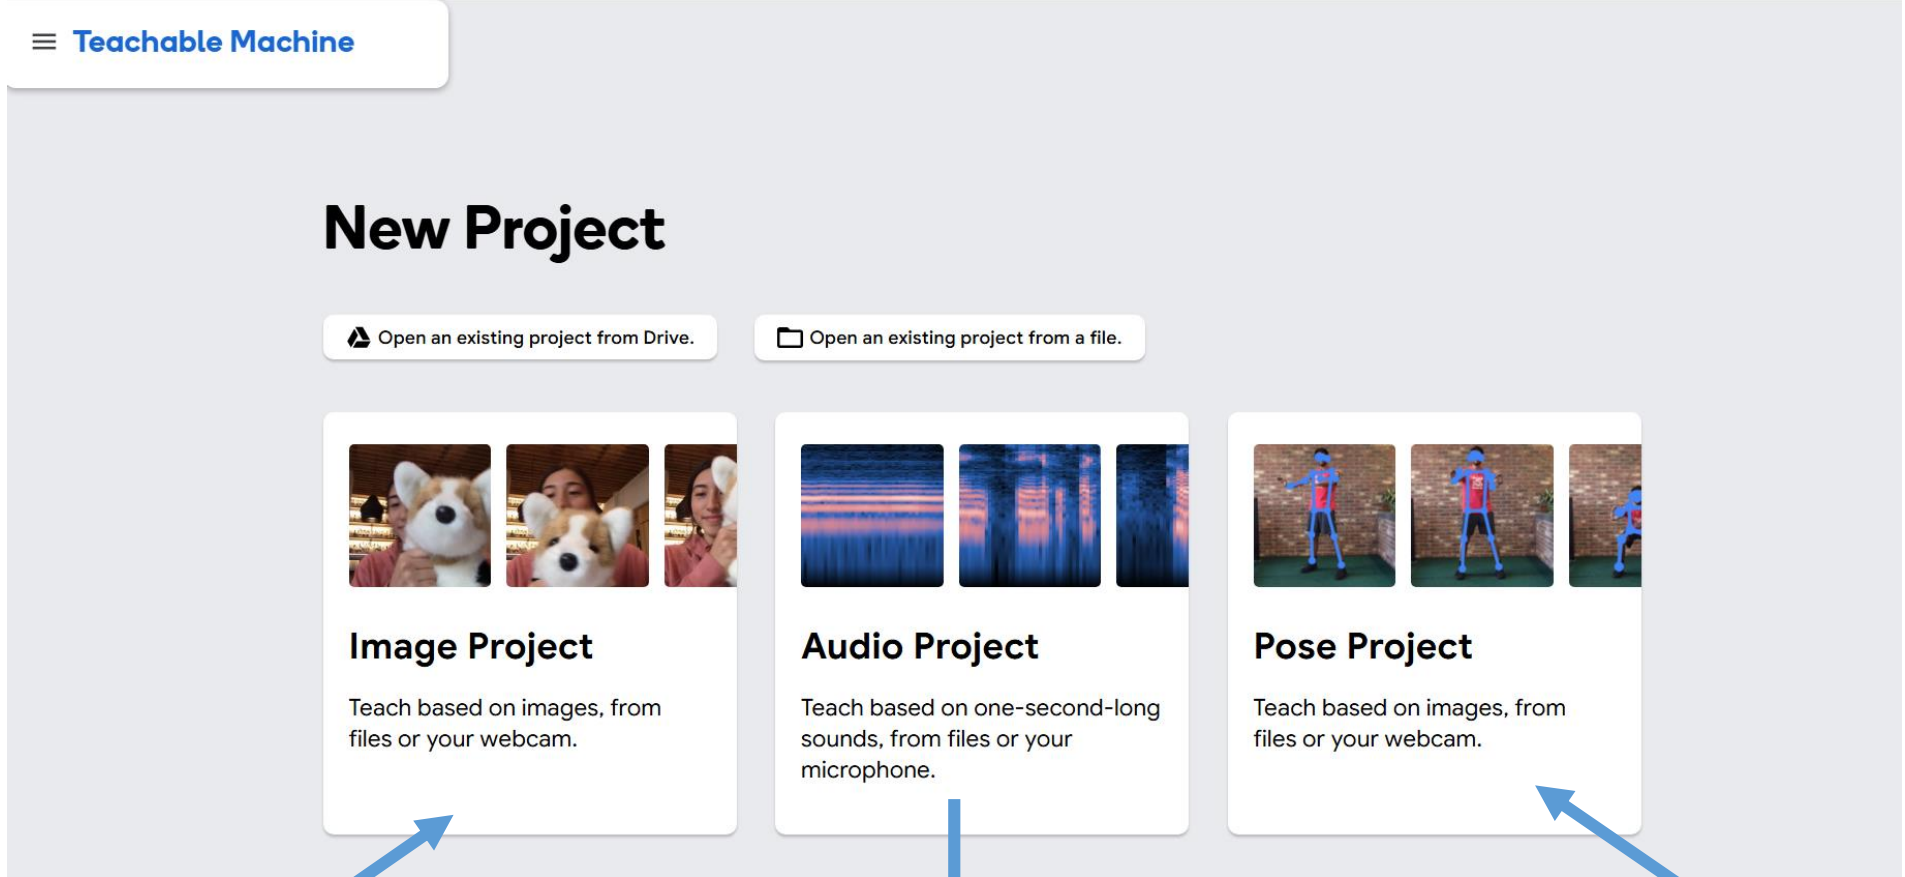 Teachable Machine
New Project
Open an existing project from Drive.
Open an existing project from a file.
Image Project
Teach based on images, from
files or your webcam.
Audio Project
Teach based on one-second-long
sounds, from files or your
microphone.
Pose Project
Teach based on images, from
files or your webcam.